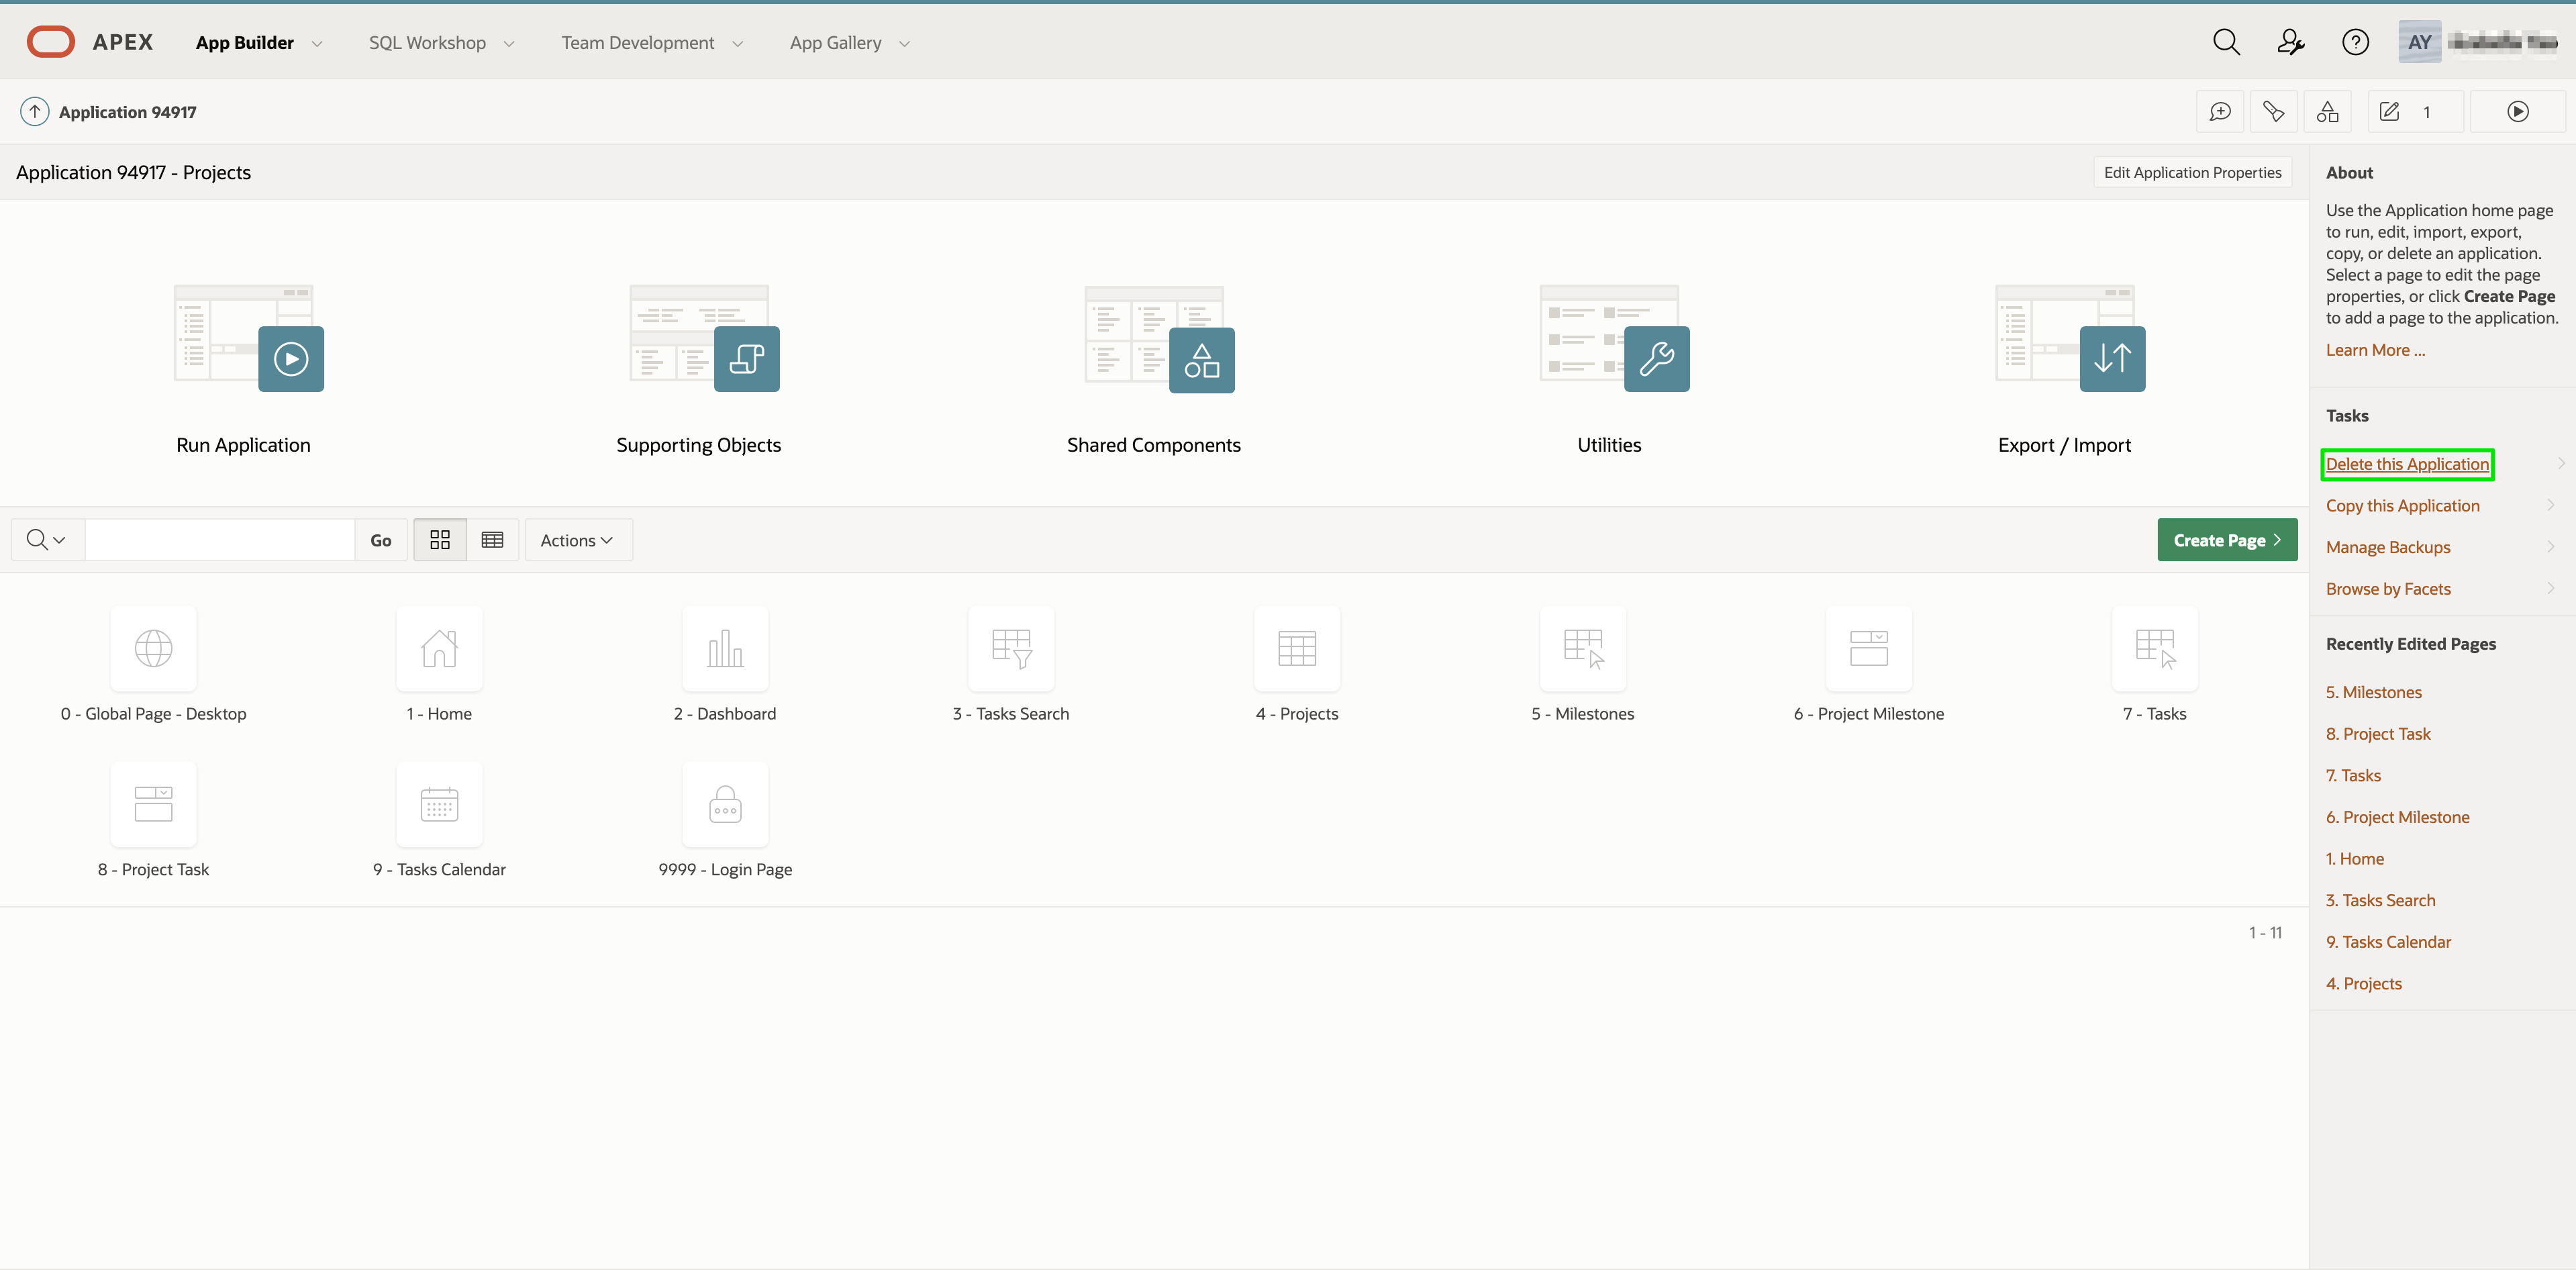 APEX
App Builder
SQL Workshop
Team Development
App Gallery
AY
Application 94917
1
Application 94917 - Projects
Edit Application Properties
Run Application
Supporting Objects
Shared Components
Utilities
Export / Import
Go
Actions
Create Page
0 - Global Page - Desktop
1 - Home
2 - Dashboard
3 - Tasks Search
4 - Projects
5 - Milestones
6 - Project Milestone
7 - Tasks
8 - Project Task
9 - Tasks Calendar
9999 - Login Page
1 - 11
About
Use the Application home page
to run, edit, import, export,
copy, or delete an application.
Select a page to edit the page
properties, or click Create Page
to add a page to the application.
Learn More ...
Tasks
Delete this Application
Copy this Application
Manage Backups
Browse by Facets
Recently Edited Pages
5. Milestones
8. Project Task
7. Tasks
6. Project Milestone
1. Home
3. Tasks Search
9. Tasks Calendar
4. Projects